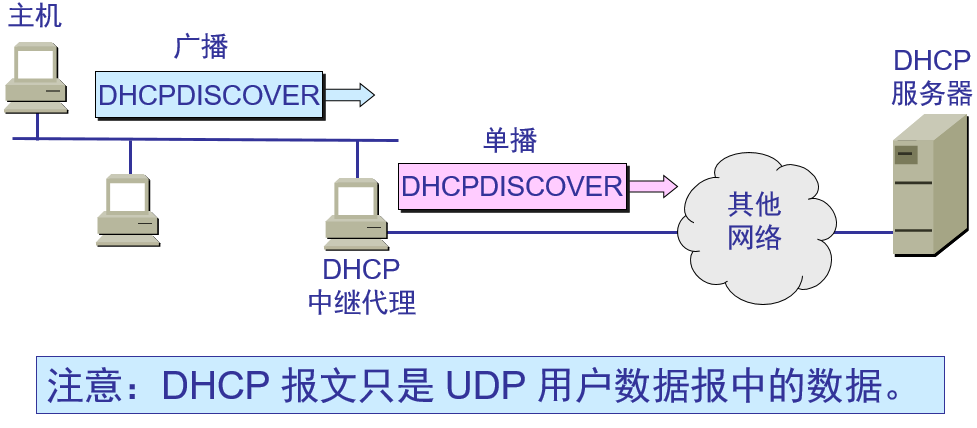 主机
广播
DHCPDISCOVER
DHCP
服务器
单播
DHCPDISCOVER
其他
网络
DHCP
中继代理
注意：DHCP 报文只是 UDP 用户数据报中的数据。